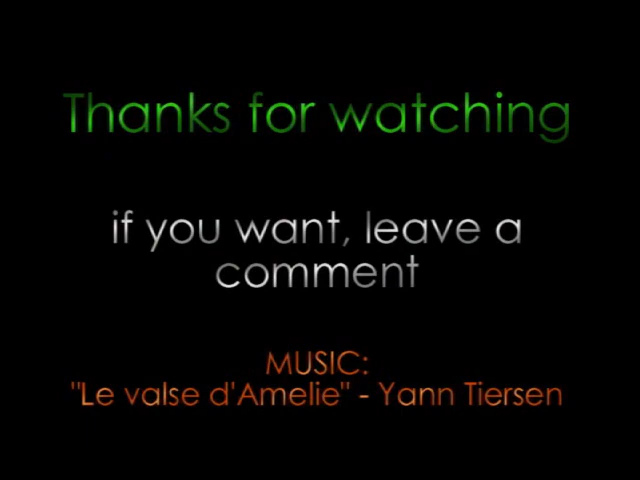 Thanks for watching
if you want, leave a
comment
MUSIC:
"Le valse d'Amelie" - Yann Tiersen